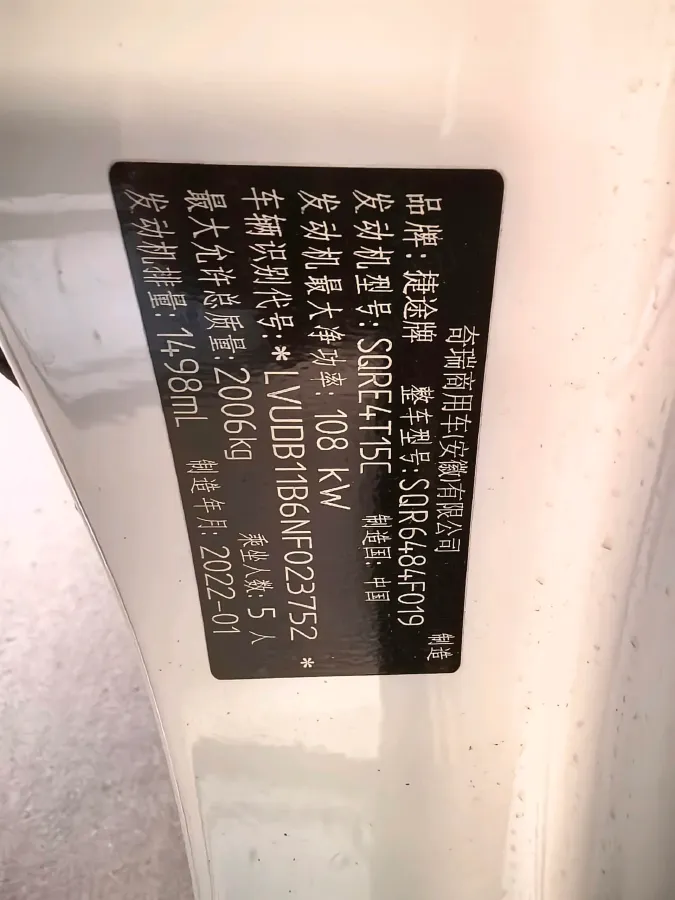 奇瑞商用车(安徽)有限公司 制造
品牌:捷途牌 整车型号:SQR6484F019
发动机型号:SQRE4T15C 制造国:中国
发动机最大净功率:108 kW
车辆识别代号:*LVUDB11B6NF023752*
最大允许总质量:2006kg 乘坐人数:5 人
发动机排量:1498mL 制造年月:2022-01